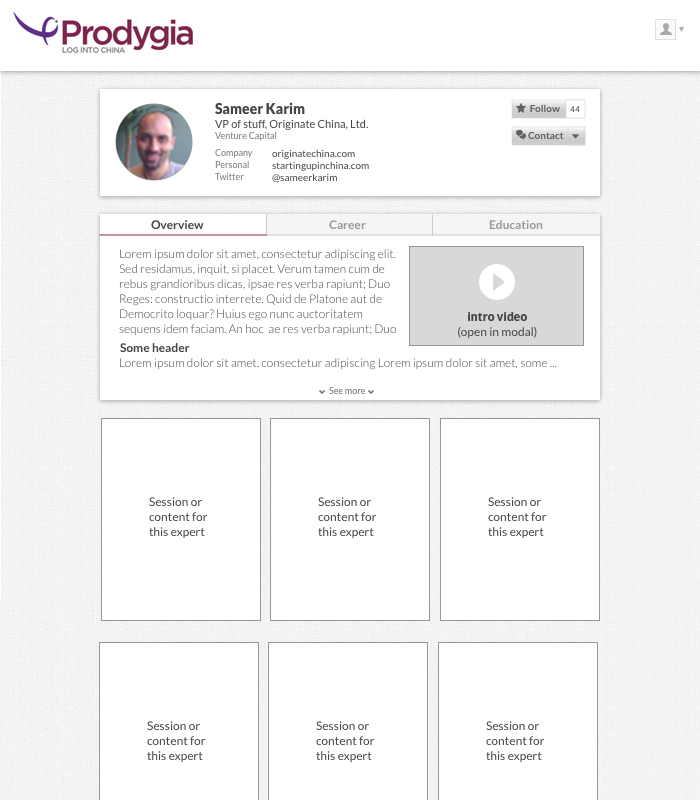 Prodygia
LOG INTO CHINA
Sameer Karim
VP of stuff, Originate China, Ltd.
Venture Capital
Company originatechina.com
Personal startingupinchina.com
Twitter @sameerkarim
Follow 44
Contact
Overview Career Education
Lorem ipsum dolor sit amet, consectetur adipiscing elit.
Sed residamus, inquit, si placet. Verum tamen cum de
rebus grandioribus dicas, ipsae res verba rapiunt; Duo
Reges: constructio interrete. Quid de Platone aut de
Democrito loquar? Huius ego nunc auctoritatem
sequens idem faciam. An hoc ae res verba rapiunt; Duo
intro video
(open in modal)
Some header
Lorem ipsum dolor sit amet, consectetur adipiscing Lorem ipsum dolor sit amet, some ...
See more
Session or
content for
this expert
Session or
content for
this expert
Session or
content for
this expert
Session or
content for
this expert
Session or
content for
this expert
Session or
content for
this expert